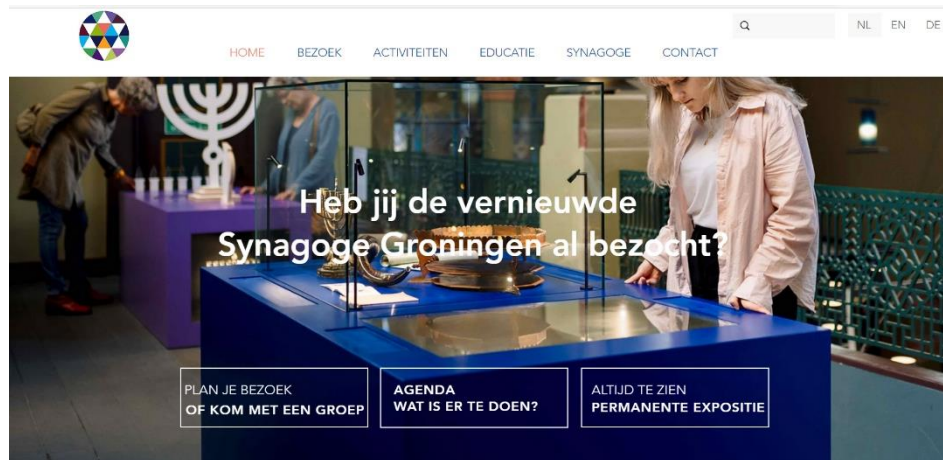 NL EN DE
HOME BEZOEK ACTIVITEITEN EDUCATIE SYNAGOGE CONTACT
Heb jij de vernieuwde
Synagoge Groningen al bezocht?
PLAN JE BEZOEK
OF KOM MET EEN GROEP
AGENDA
WAT IS ER TE DOEN?
ALTIJD TE ZIEN
PERMANENTE EXPOSITIE